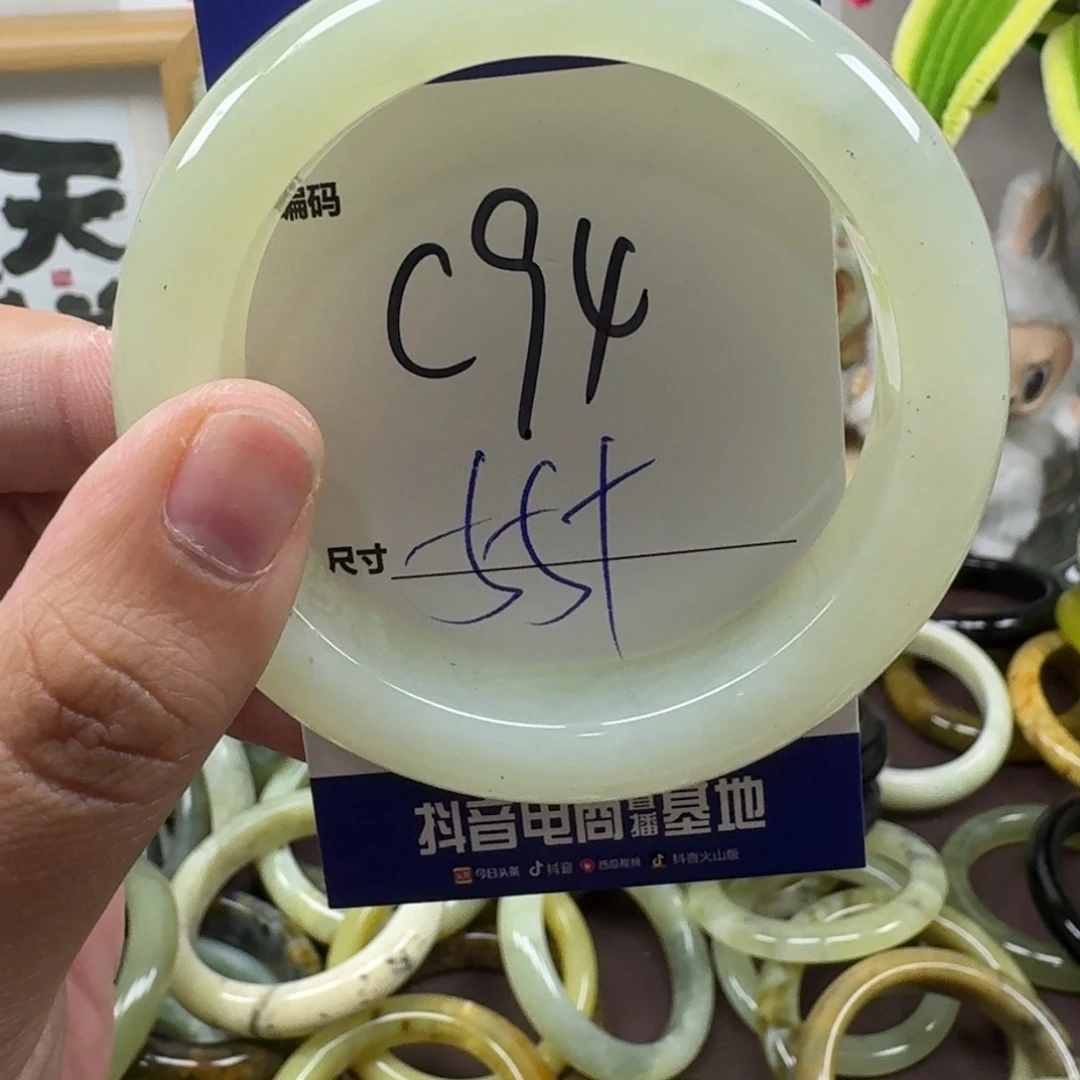 天
编码
C94
尺寸 55+
抖音电商直播基地
今日头条 抖音 西瓜视频 抖音火山版